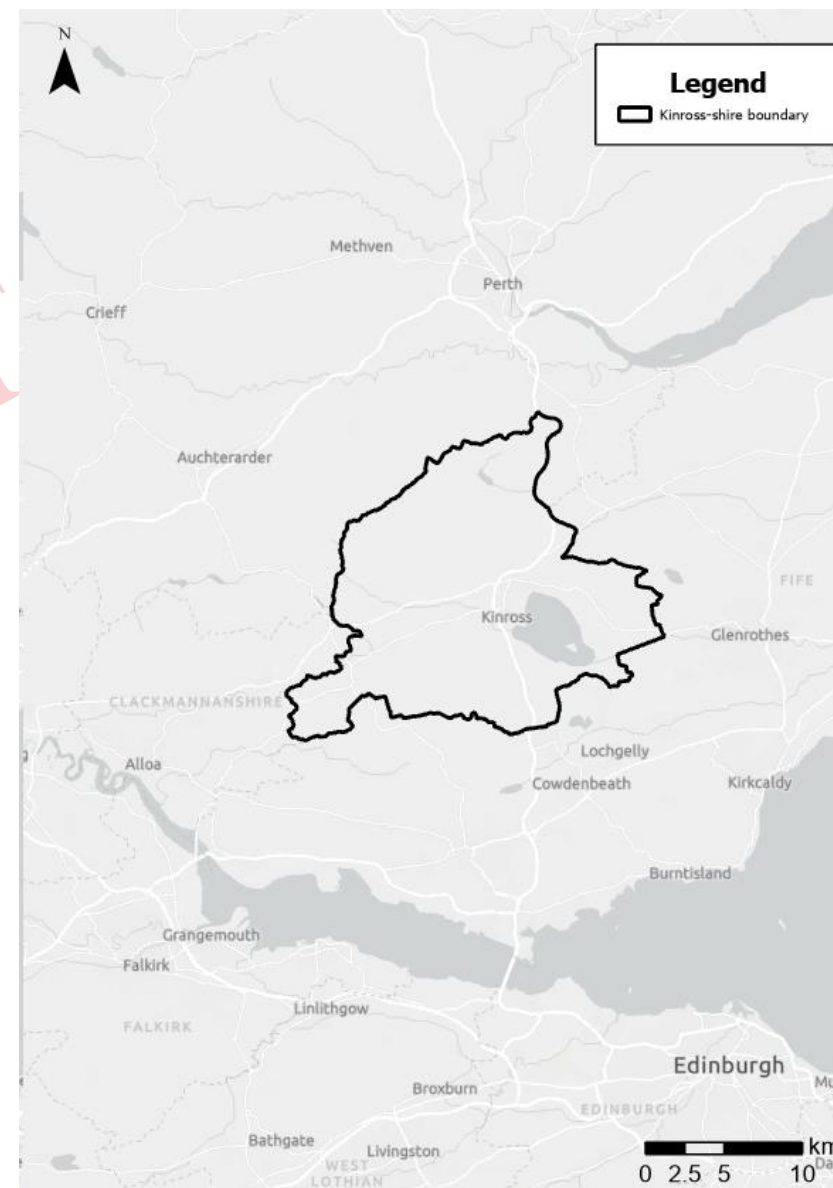 N
Legend
Kinross-shire boundary
Methven
Perth
Crieff
Auchterarder
FIFE
Kinross
Glenrothes
CLACKMANNANSHIRE
Lochgelly
Alloa
Cowdenbeath
Kirkcaldy
Burntisland
Grangemouth
Falkirk
Linlithgow
FALKIRK
Edinburgh
Broxburn
EDINBURGH
Bathgate
Livingston
WEST
LOTHIAN
km
0 2.5 5 10